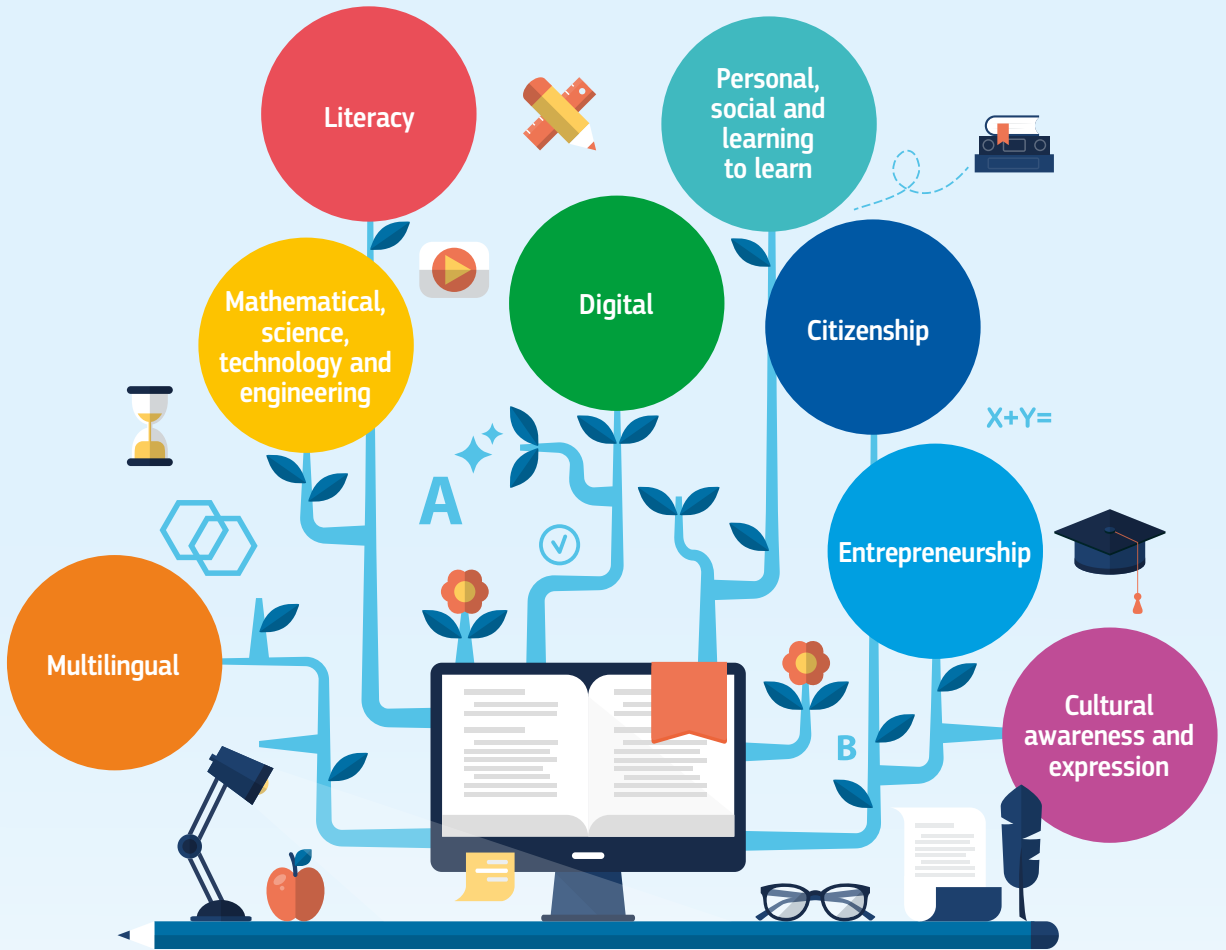 Literacy
Personal,
social and
learning
to learn
Mathematical,
science,
technology and
engineering
Digital
Citizenship
X+Y=
A
Entrepreneurship
Multilingual
B
Cultural
awareness and
expression